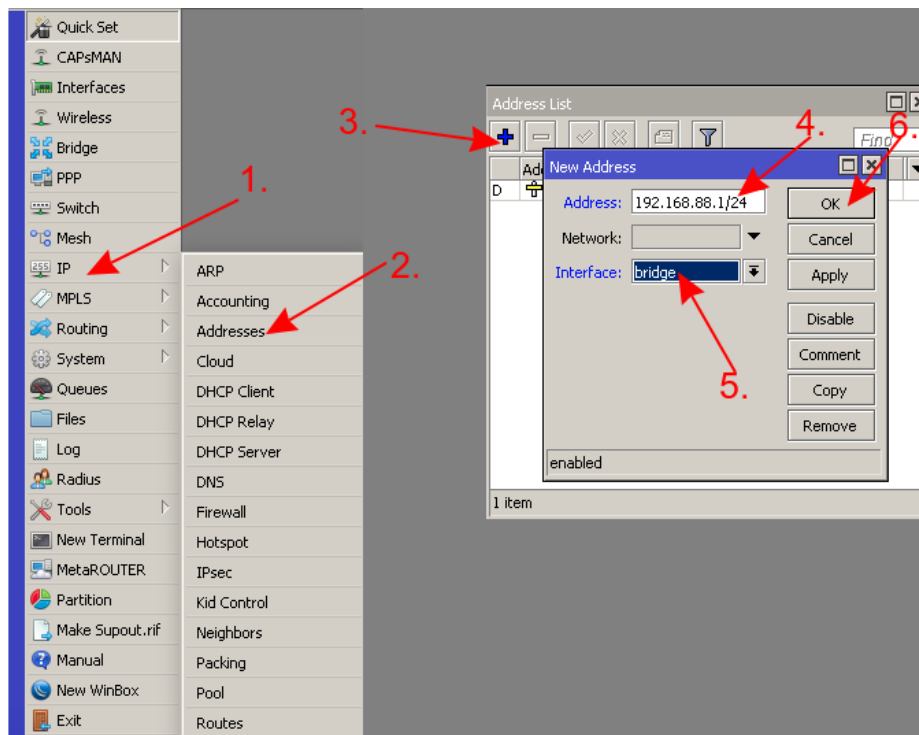 Quick Set
CAPsMAN
Interfaces
Wireless
Bridge
PPP
Switch
Mesh
IP
MPLS
Routing
System
Queues
Files
Log
Radius
Tools
New Terminal
MetaROUTER
Partition
Make Supout.rif
Manual
New WinBox
Exit
1.
255
ARP
Accounting
Addresses
Cloud
DHCP Client
DHCP Relay
DHCP Server
DNS
Firewall
Hotspot
IPsec
Kid Control
Neighbors
Packing
Pool
Routes
2.
3.
Address List
4.
Find
6.
D
New Address
Address: 192.168.88.1/24
Network:
Interface: bridge
5.
OK
Cancel
Apply
Disable
Comment
Copy
Remove
enabled
1 item